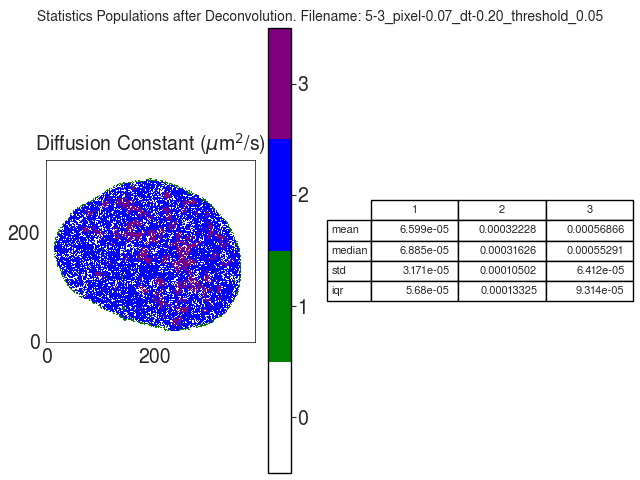 Statistics Populations after Deconvolution. Filename: 5-3_pixel-0.07_dt-0.20_threshold_0.05
Diffusion Constant (μm²/s)
200
0
0 200
3
2
1
0
1 2 3
mean 6.599e-05 0.00032228 0.00056866
median 6.885e-05 0.00031626 0.00055291
std 3.171e-05 0.00010502 6.412e-05
iqr 5.68e-05 0.00013325 9.314e-05